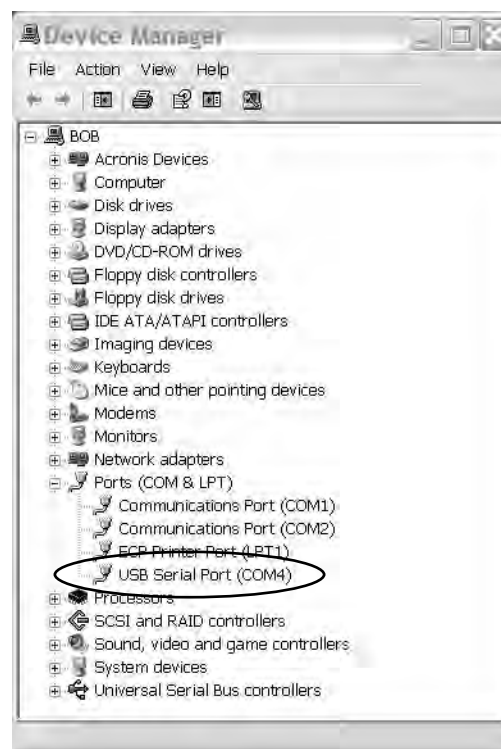 Device Manager
File Action View Help
BOB
Acronis Devices
Computer
Disk drives
Display adapters
DVD/CD-ROM drives
Floppy disk controllers
Floppy disk drives
IDE ATA/ATAPI controllers
Imaging devices
Keyboards
Mice and other pointing devices
Modems
Monitors
Network adapters
Ports (COM & LPT)
Communications Port (COM1)
Communications Port (COM2)
ECP Printer Port (LPT1)
USB Serial Port (COM4)
Processors
SCSI and RAID controllers
Sound, video and game controllers
System devices
Universal Serial Bus controllers